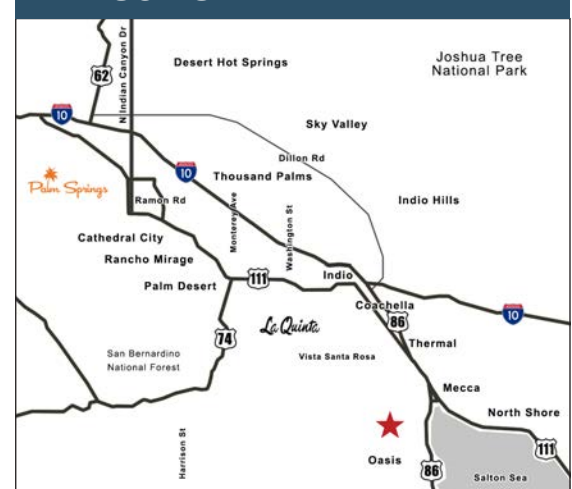 N Indian Canyon Dr
62
Desert Hot Springs
Joshua Tree
National Park
10
Sky Valley
Dillon Rd
10
Thousand Palms
Palm Springs
Ramon Rd
Indio Hills
Monterey Ave
Washington St
Cathedral City
Rancho Mirage
Indio
Palm Desert
111
Coachella
10
La Quinta
86
74
Thermal
San Bernardino
National Forest
Vista Santa Rosa
Mecca
North Shore
Harrison St
111
Oasis
86
Salton Sea